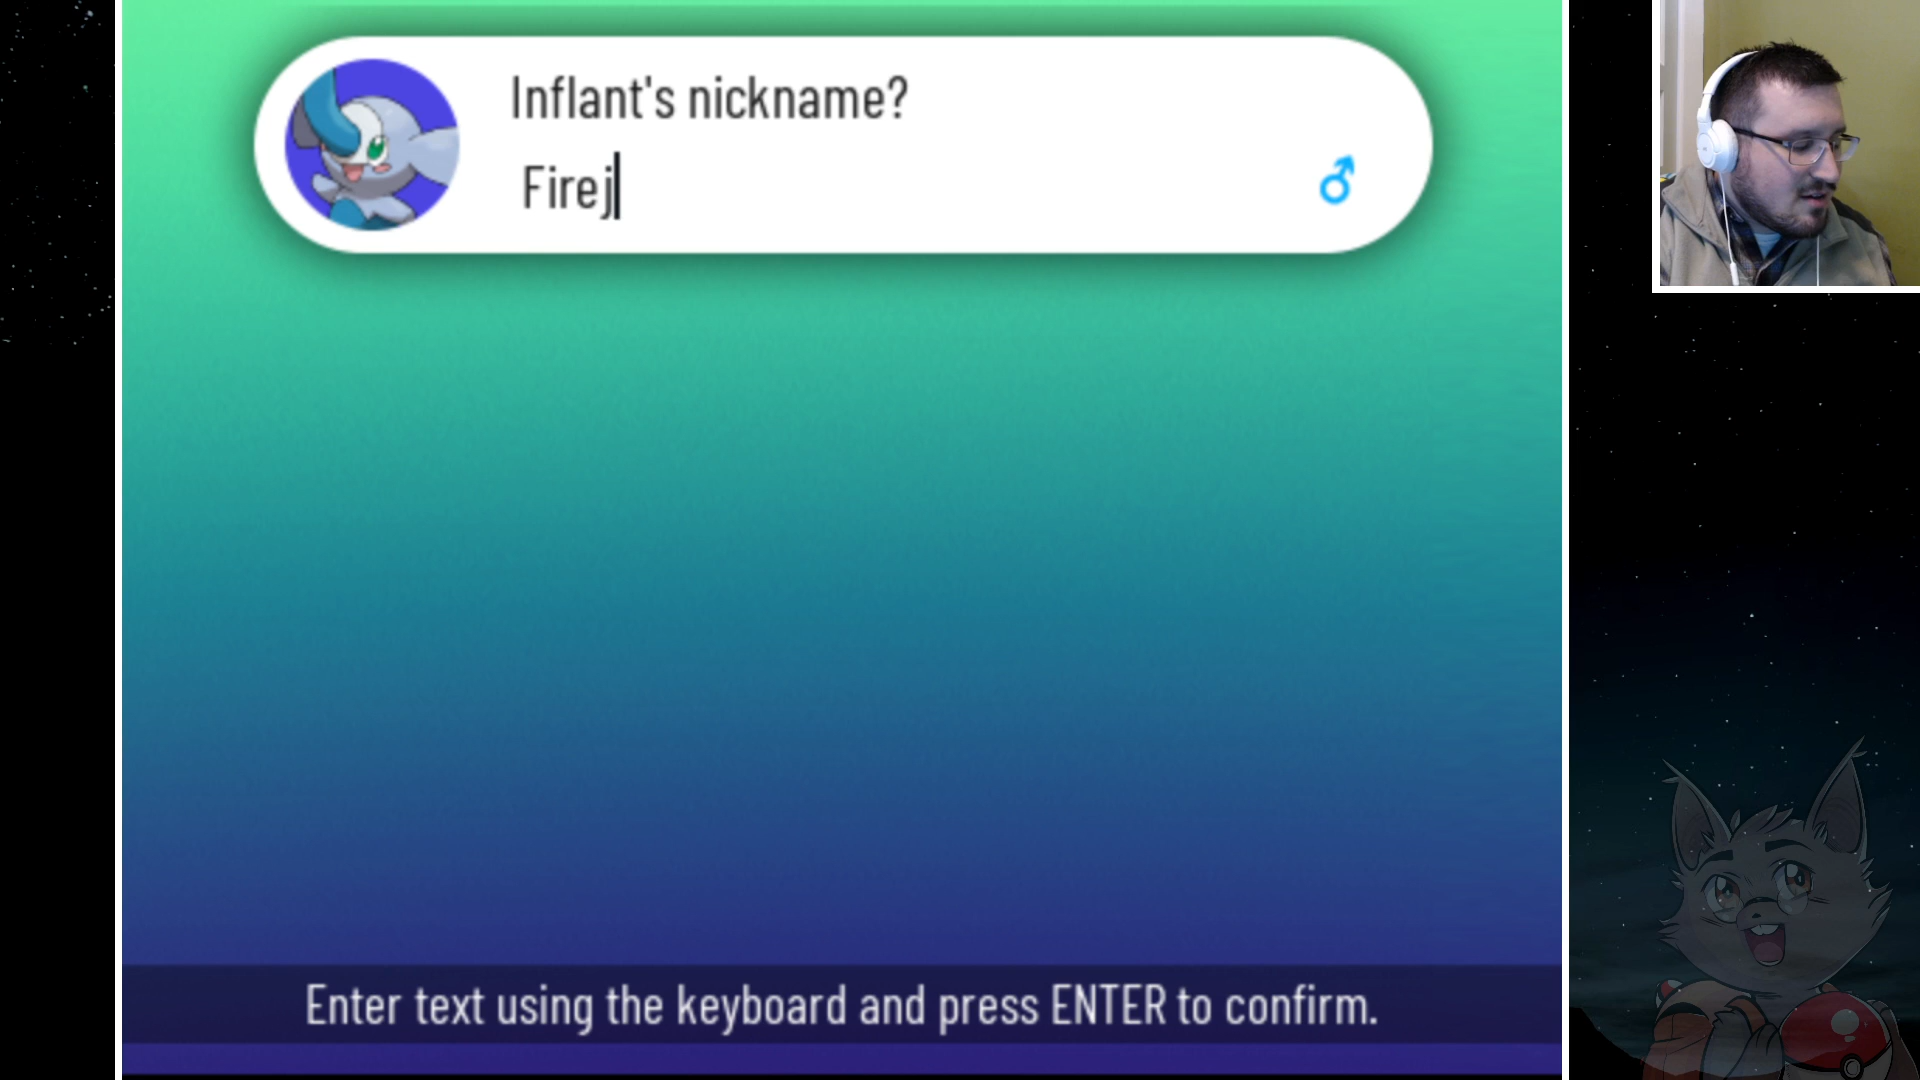 Inflant's nickname?
Firej
Enter text using the keyboard and press ENTER to confirm.